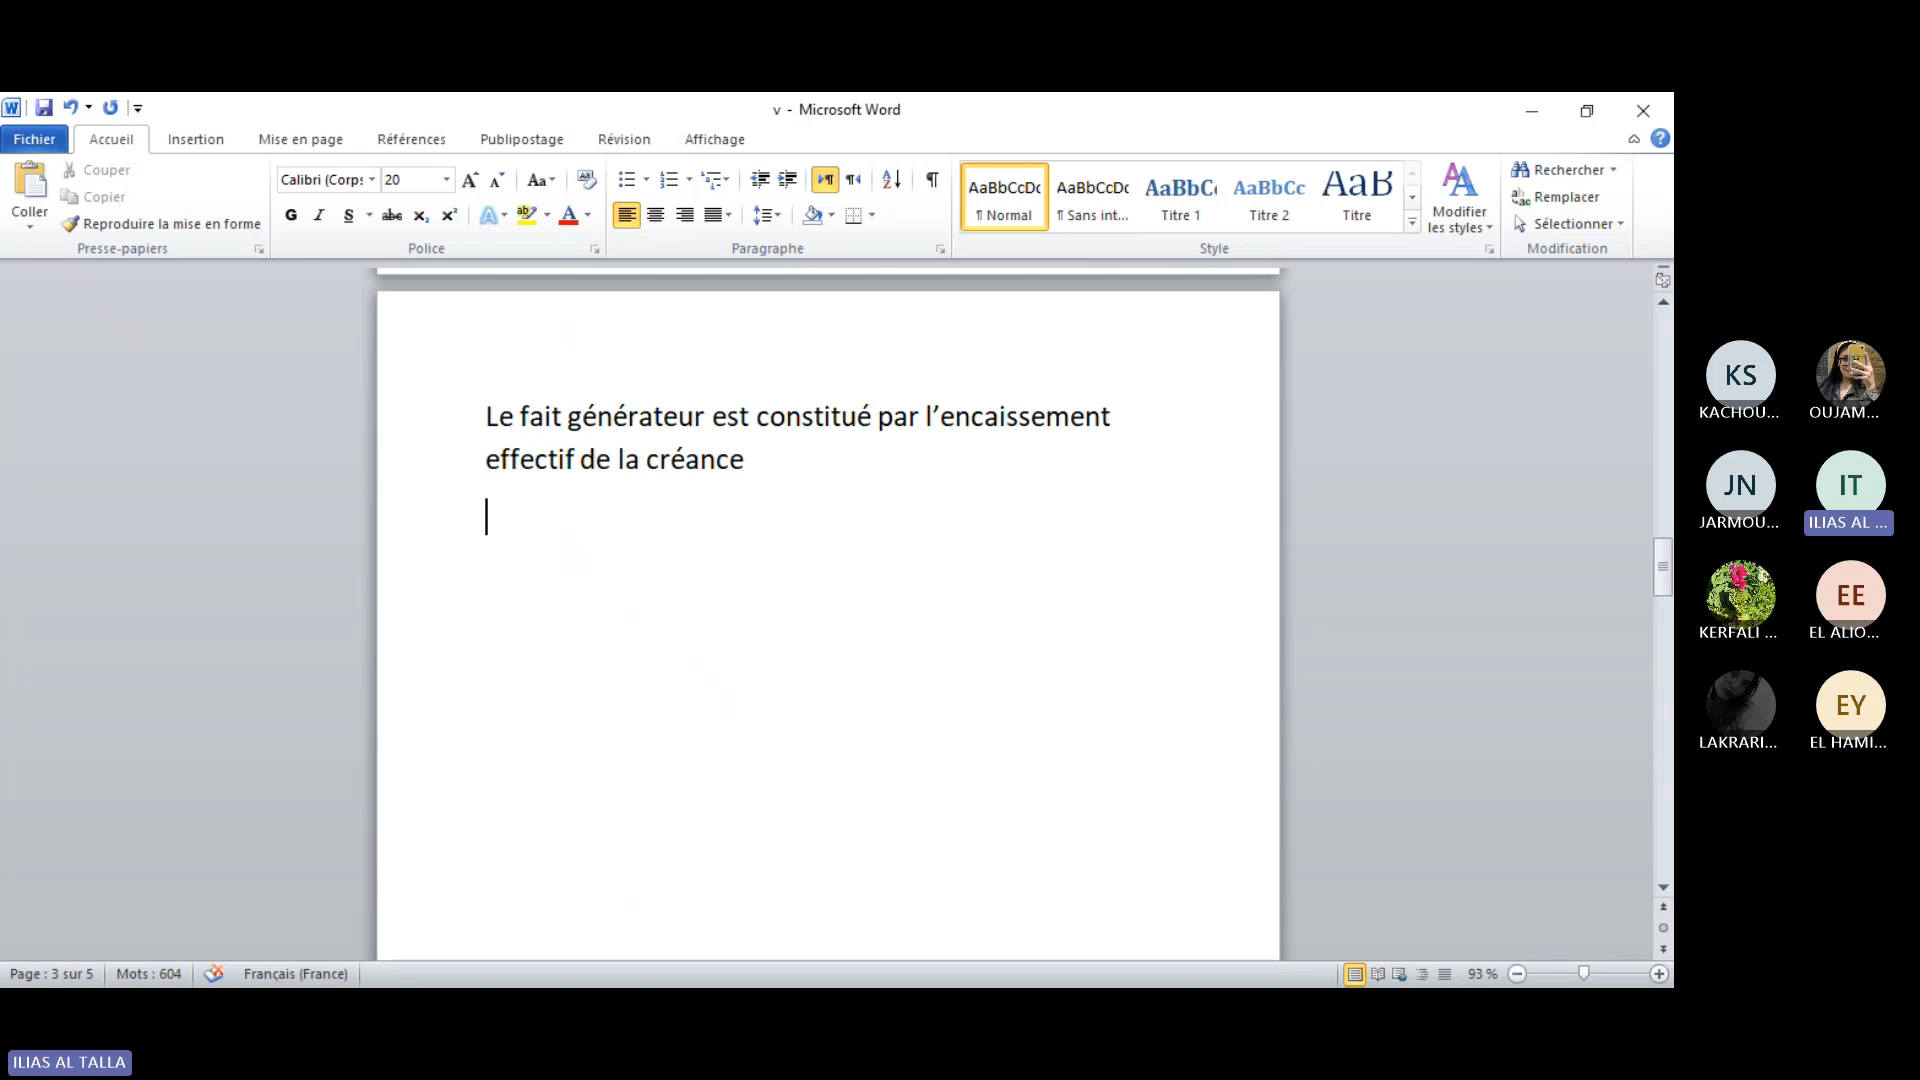 v - Microsoft Word
Fichier Accueil Insertion Mise en page Références Publipostage Révision Affichage
Coller
Couper
Copier
Reproduire la mise en forme
Presse-papiers
Calibri (Corps 20
Police
Paragraphe
AaBbCcDc AaBbCcDc AaBbC AaBbCc AaB
¶ Normal ¶ Sans int... Titre 1 Titre 2 Titre
Style
Modifier
les styles
Rechercher
Remplacer
Sélectionner
Modification
Le fait générateur est constitué par l’encaissement
effectif de la créance
Page : 3 sur 5 Mots : 604 Français (France) 93 %
KS
KACHOU...
OUJAM...
JN
JARMOU...
IT
ILIAS AL ...
KERFALI ...
EE
EL ALIO...
LAKRARI...
EY
EL HAMI...
ILIAS AL TALLA